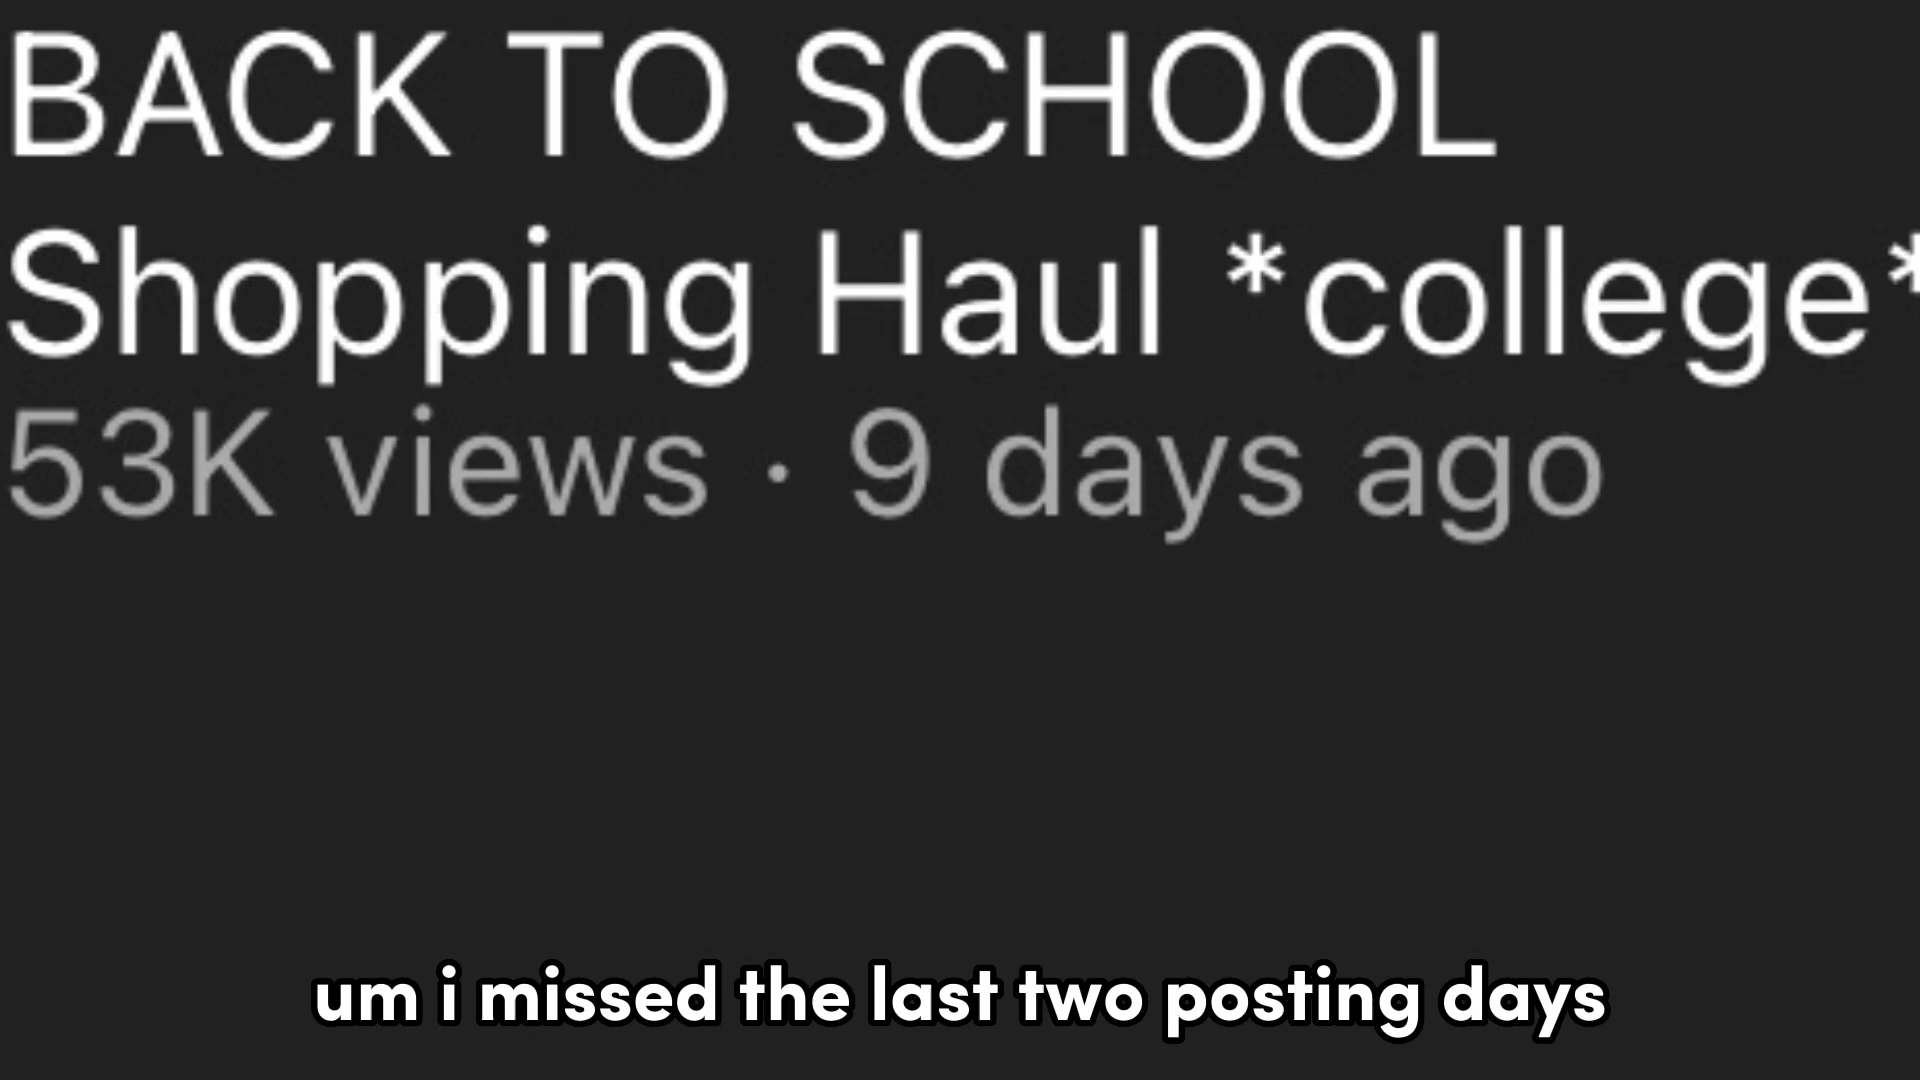 BACK TO SCHOOL
Shopping Haul *college*
53K views · 9 days ago
um i missed the last two posting days